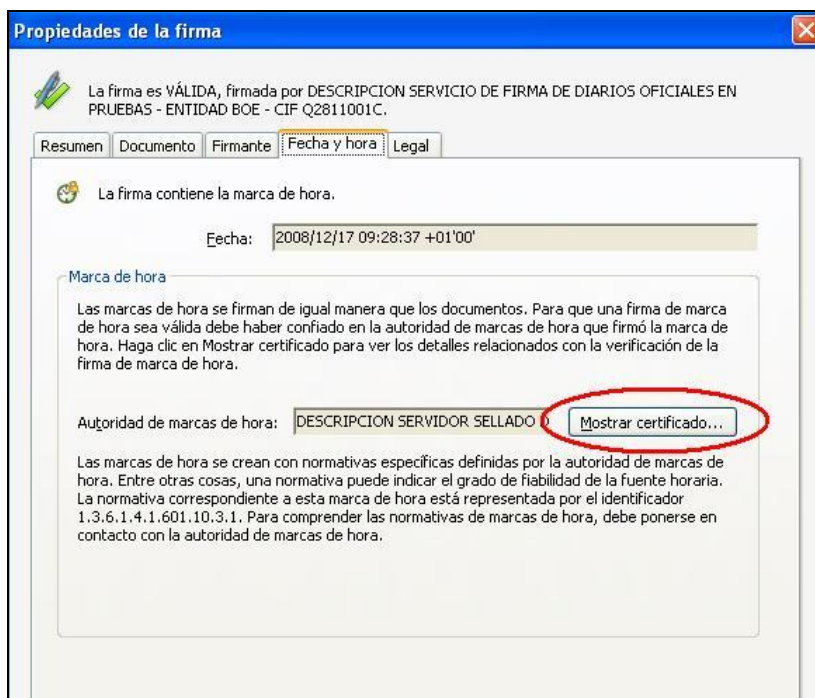 Propiedades de la firma
La firma es VÁLIDA, firmada por DESCRIPCION SERVICIO DE FIRMA DE DIARIOS OFICIALES EN
PRUEBAS - ENTIDAD BOE - CIF Q2811001C.
Resumen Documento Firmante Fecha y hora Legal
La firma contiene la marca de hora.
Fecha: 2008/12/17 09:28:37 +01'00'
Marca de hora
Las marcas de hora se firman de igual manera que los documentos. Para que una firma de marca
de hora sea válida debe haber confiado en la autoridad de marcas de hora que firmó la marca de
hora. Haga clic en Mostrar certificado para ver los detalles relacionados con la verificación de la
firma de marca de hora.
Autoridad de marcas de hora: DESCRIPCION SERVIDOR SELLADO D Mostrar certificado...
Las marcas de hora se crean con normativas específicas definidas por la autoridad de marcas de
hora. Entre otras cosas, una normativa puede indicar el grado de fiabilidad de la fuente horaria.
La normativa correspondiente a esta marca de hora está representada por el identificador
1.3.6.1.4.1.601.10.3.1. Para comprender las normativas de marcas de hora, debe ponerse en
contacto con la autoridad de marcas de hora.